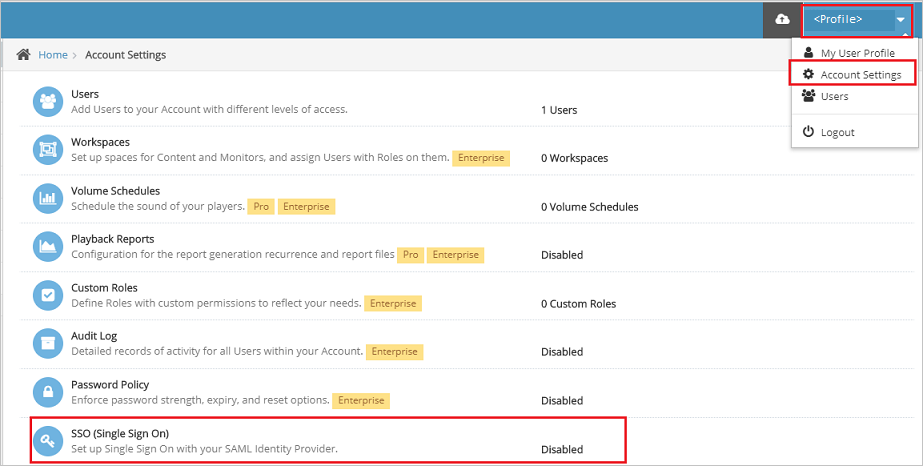 <Profile>
Home > Account Settings
My User Profile
Account Settings
Users
Logout
Users
Add Users to your Account with different levels of access.
1 Users
Workspaces
Set up spaces for Content and Monitors, and assign Users with Roles on them. Enterprise
0 Workspaces
Volume Schedules
Schedule the sound of your players. Pro Enterprise
0 Volume Schedules
Playback Reports
Configuration for the report generation recurrence and report files Pro Enterprise
Disabled
Custom Roles
Define Roles with custom permissions to reflect your needs. Enterprise
0 Custom Roles
Audit Log
Detailed records of activity for all Users within your Account. Enterprise
Disabled
Password Policy
Enforce password strength, expiry, and reset options. Enterprise
Disabled
SSO (Single Sign On)
Set up Single Sign On with your SAML Identity Provider.
Disabled